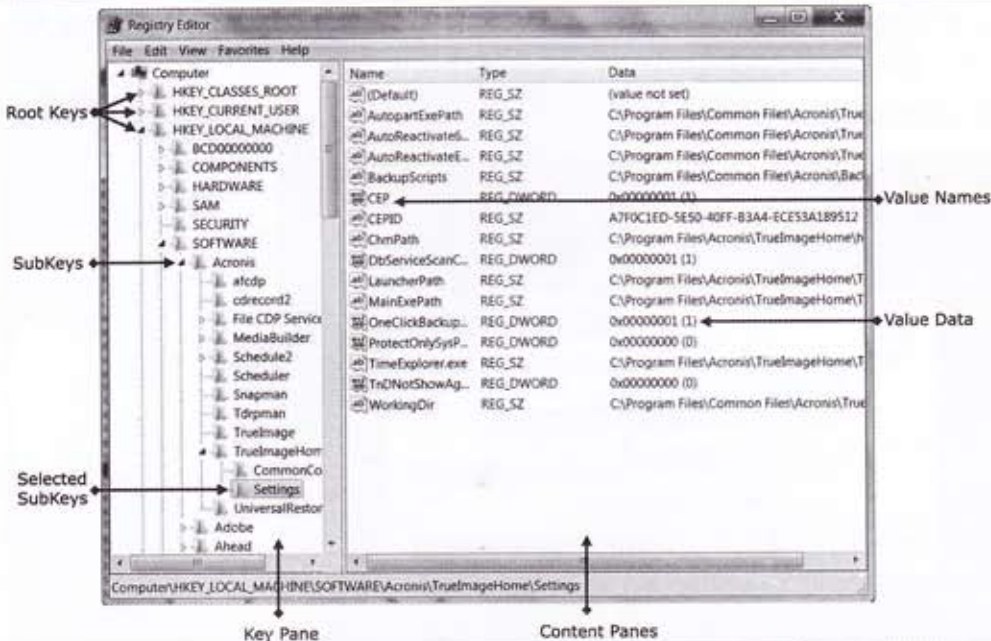 Registry Editor
File Edit View Favorites Help
Computer
HKEY_CLASSES_ROOT
HKEY_CURRENT_USER
HKEY_LOCAL_MACHINE
BCD00000000
COMPONENTS
HARDWARE
SAM
SECURITY
SOFTWARE
Acronis
afcdp
cdrecord2
File CDP Service
MediaBuilder
Schedule2
Scheduler
Snapman
Tdrpman
TrueImage
TrueImageHom
CommonCo
Settings
UniversalRestor
Adobe
Ahead
Name Type Data
(Default) REG_SZ (value not set)
AutopartExePath REG_SZ C:\Program Files\Common Files\Acronis\True
AutoReactivate6... REG_SZ C:\Program Files\Common Files\Acronis\True
AutoReactivateE... REG_SZ C:\Program Files\Common Files\Acronis\True
BackupScripts REG_SZ C:\Program Files\Common Files\Acronis\Back
CEP REG_DWORD 0x00000001 (1)
CEPID REG_SZ A7F0C1ED-5E50-40FF-B3A4-ECE53A189512
ChmPath REG_SZ C:\Program Files\Acronis\TrueImageHome\h
DbServiceScanC... REG_DWORD 0x00000001 (1)
LauncherPath REG_SZ C:\Program Files\Acronis\TrueImageHome\T
MainExePath REG_SZ C:\Program Files\Acronis\TrueImageHome\T
OneClickBackup... REG_DWORD 0x00000001 (1)
ProtectOnlySysP... REG_DWORD 0x00000000 (0)
TimeExplorer.exe REG_SZ C:\Program Files\Acronis\TrueImageHome\T
TnDNotShowAg... REG_DWORD 0x00000000 (0)
WorkingDir REG_SZ C:\Program Files\Common Files\Acronis\True
Computer\HKEY_LOCAL_MACHINE\SOFTWARE\Acronis\TrueImageHome\Settings
Root Keys
SubKeys
Selected
SubKeys
Value Names
Value Data
Key Pane
Content Panes